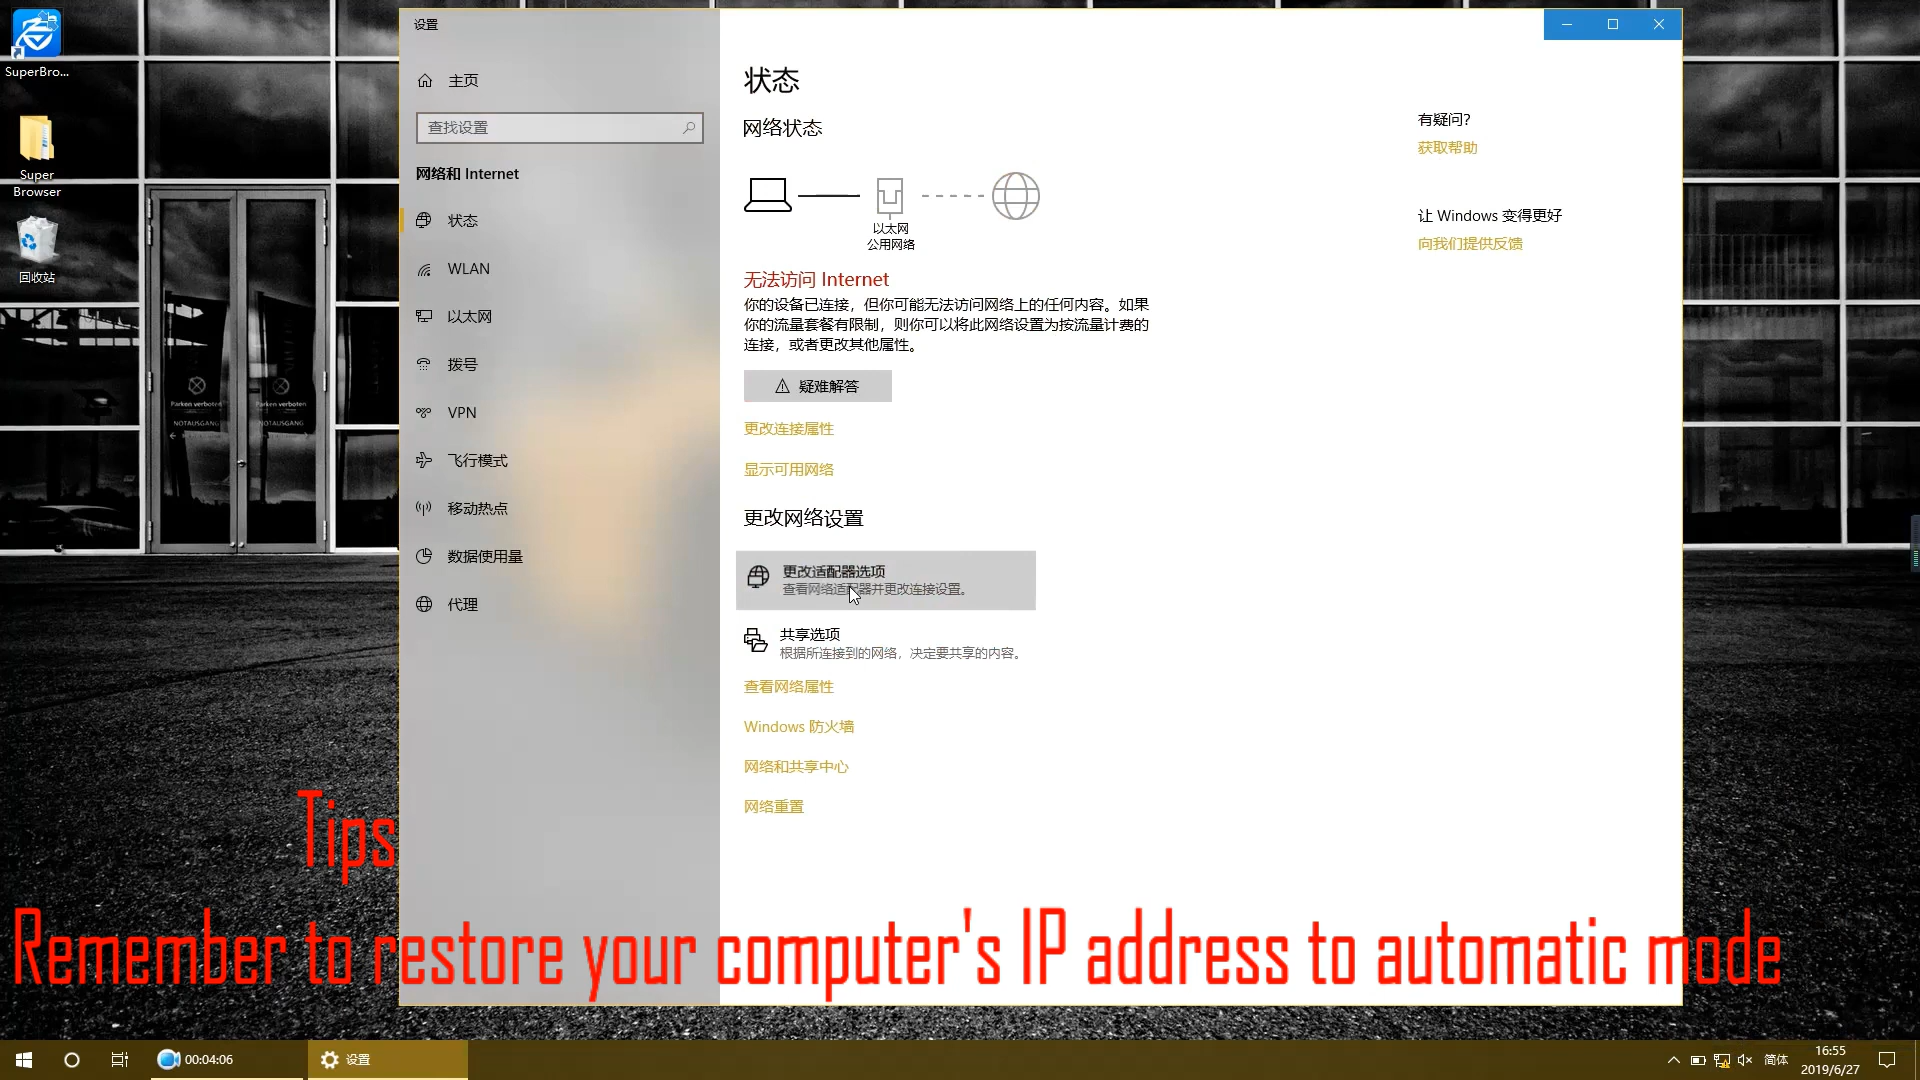 SuperBro...
Super
Browser
回收站
Parken verboten
Parken verboten
NOTAUSGANG
NOTAUSGANG
设置
主页
查找设置
网络和 Internet
状态
WLAN
以太网
拨号
VPN
飞行模式
移动热点
数据使用量
代理
状态
网络状态
以太网
公用网络
无法访问 Internet
你的设备已连接，但你可能无法访问网络上的任何内容。如果
你的流量套餐有限制，则你可以将此网络设置为按流量计费的
连接，或者更改其他属性。
疑难解答
更改连接属性
显示可用网络
更改网络设置
更改适配器选项
查看网络适配器并更改连接设置。
共享选项
根据所连接到的网络，决定要共享的内容。
查看网络属性
Windows 防火墙
网络和共享中心
网络重置
有疑问?
获取帮助
让 Windows 变得更好
向我们提供反馈
Tips
Remember to restore your computer's IP address to automatic mode
00:04:06
设置
简体
16:55
2019/6/27